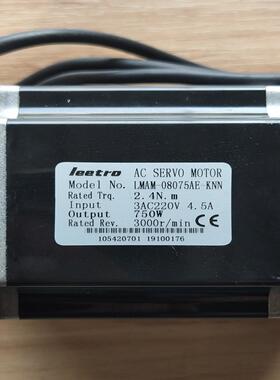 leetro AC SERVO MOTOR
Model No. LMAM-08075AE-KNN
Rated Trq. 2.4N.m
Input 3AC220V 4.5A
Output 750W
Rated Rev. 3000r/min CE
105420701 19100176